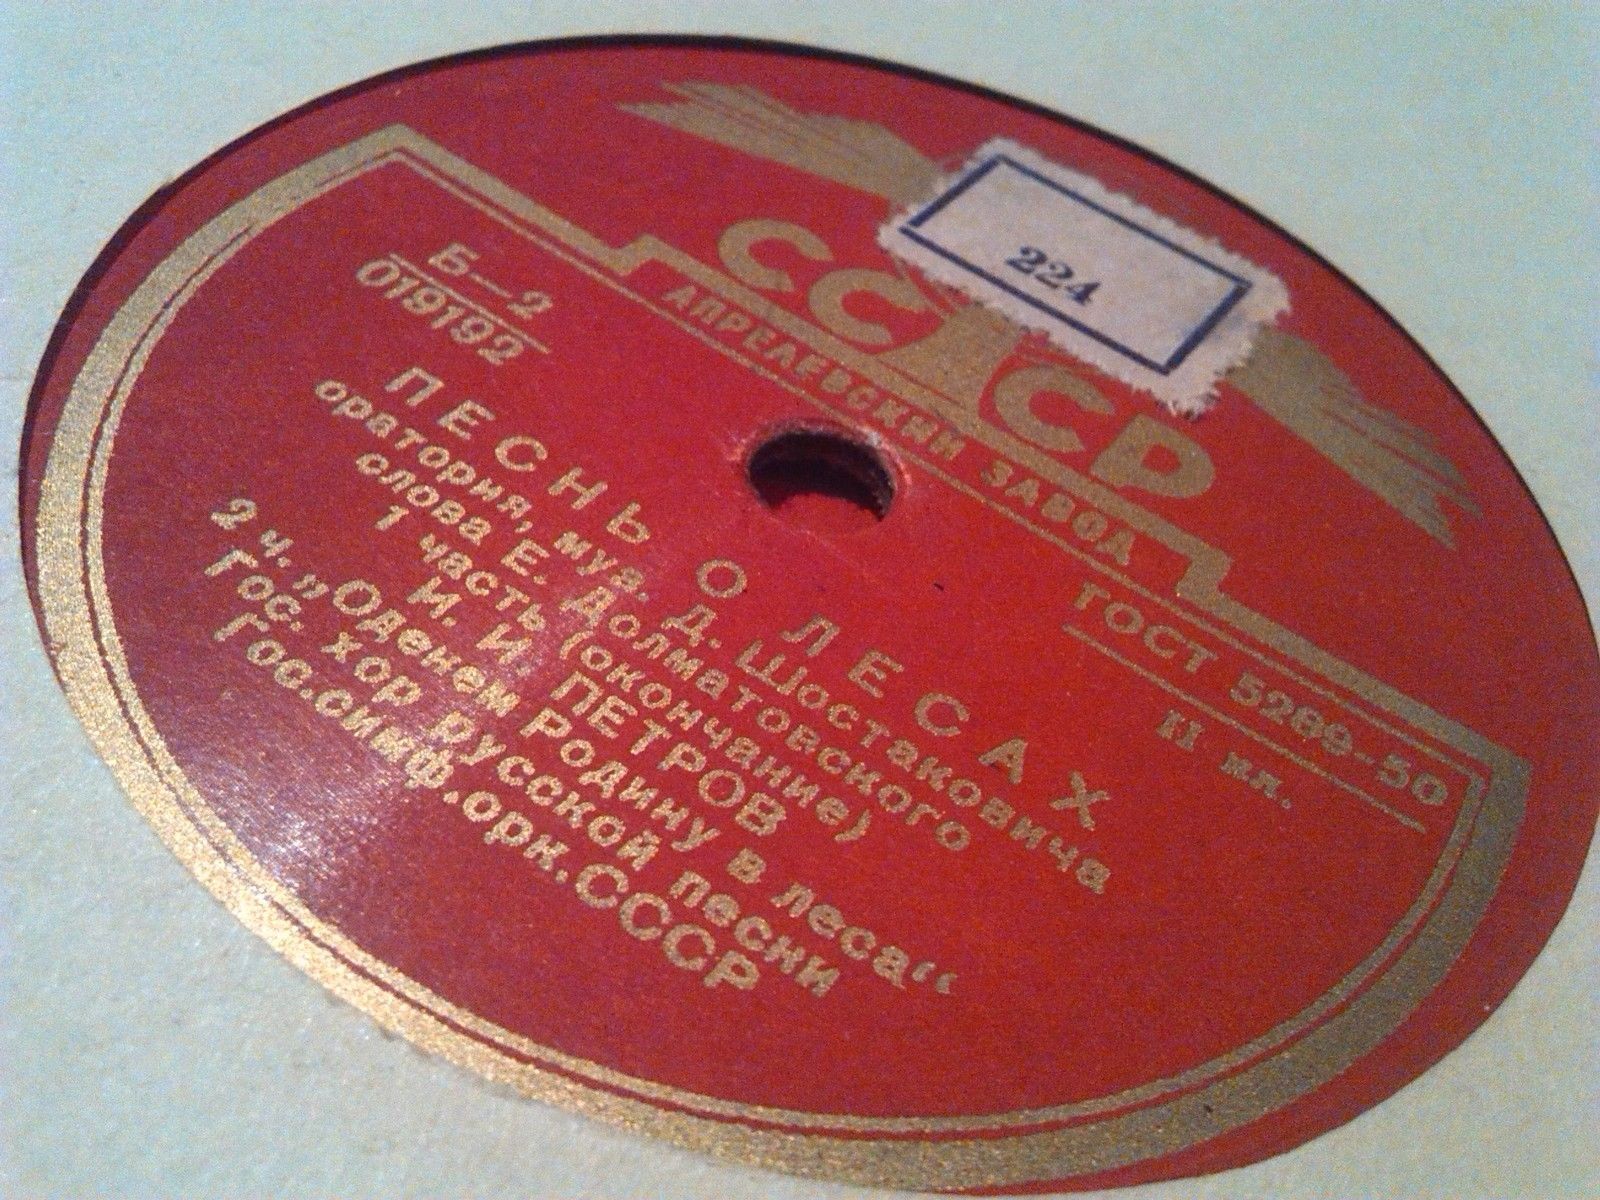 224
СССР
АПРЕЛЕВСКИЙ ЗАВОД
Б—2
019192
ГОСТ 5289-50
II кл.
ПЕСНЬ О ЛЕСАХ
оратория, муз. Д. Шостаковича
слова Е. Долматовского
1 часть (окончание)
И. И ПЕТРОВ
2 ч. „Оденем Родину в леса“
Гос. хор русской песни
Гос.симф.орк.СССР